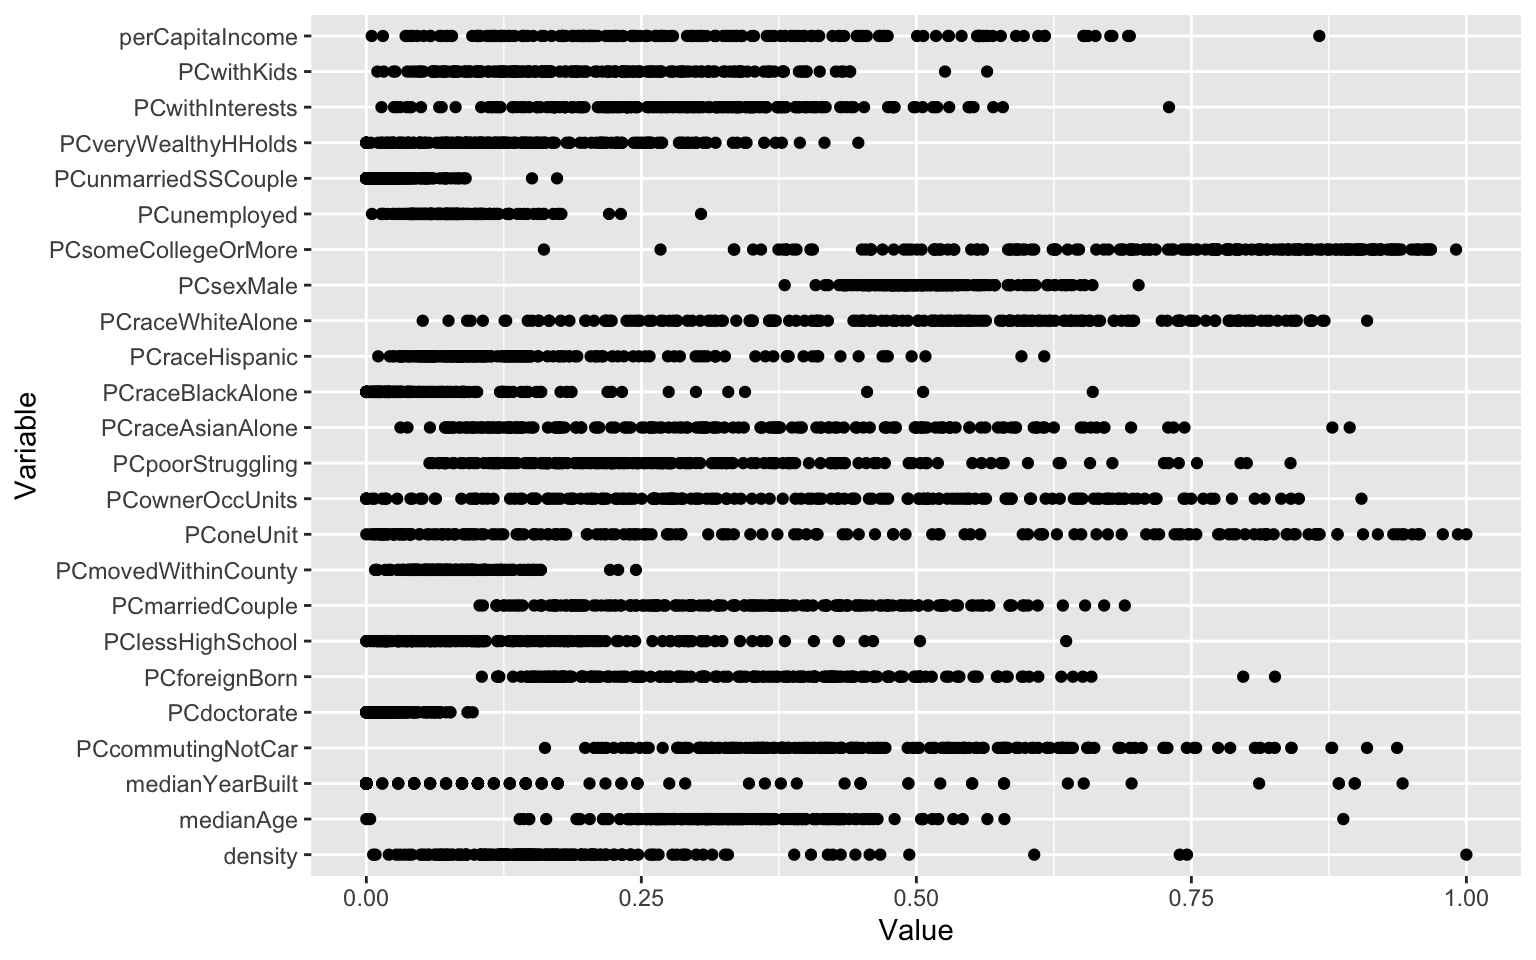 perCapitaIncome
PCwithKids
PCwithInterests
PCveryWealthyHHolds
PCunmarriedSSCouple
PCunemployed
PCsomeCollegeOrMore
PCsexMale
PCraceWhiteAlone
PCraceHispanic
PCraceBlackAlone
PCraceAsianAlone
PCpoorStruggling
PCownerOccUnits
PConeUnit
PCmovedWithinCounty
PCmarriedCouple
PClessHighSchool
PCforeignBorn
PCdoctorate
PCcommutingNotCar
medianYearBuilt
medianAge
density
Variable
0.00 0.25 0.50 0.75 1.00
Value